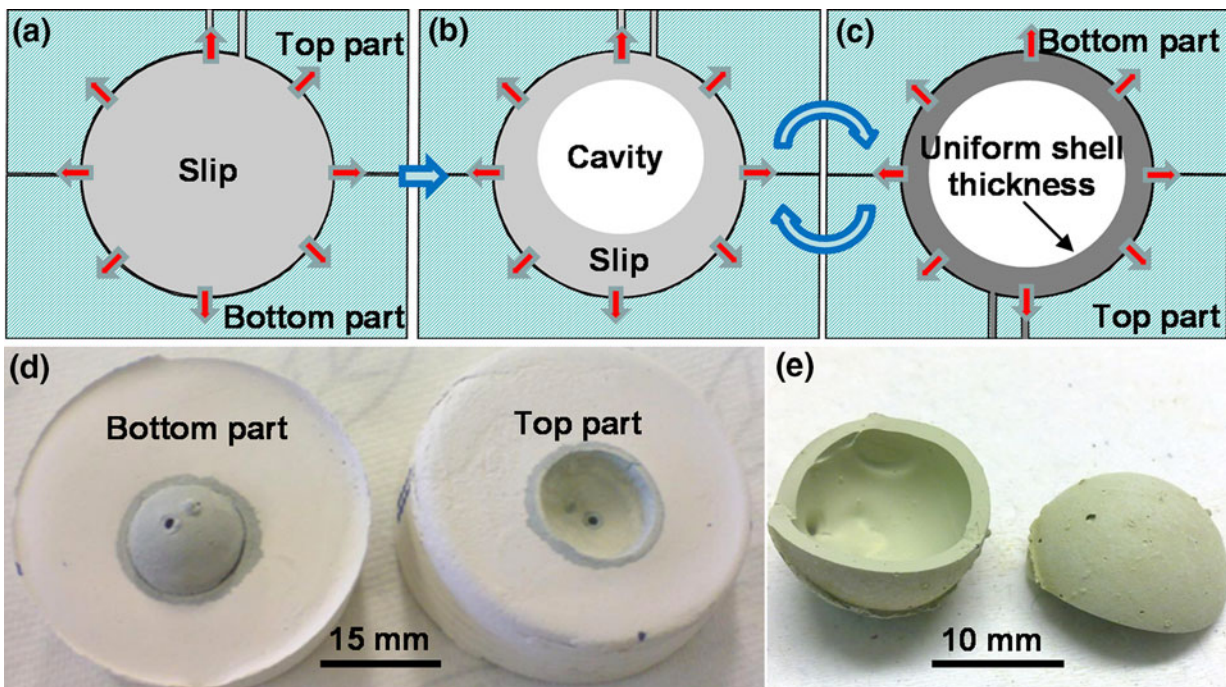 (a)
Top part
Slip
Bottom part
(b)
Cavity
Slip
(c)
Bottom part
Uniform shell
thickness
Top part
(d)
Bottom part
Top part
15 mm
(e)
10 mm